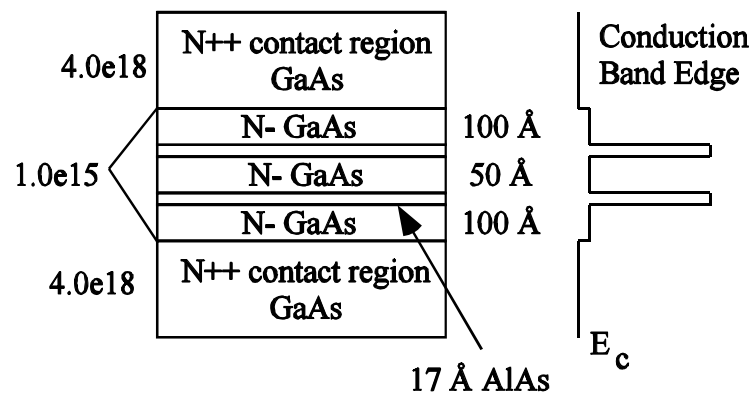 N++ contact region
GaAs
4.0e18
N- GaAs
100 Å
1.0e15
N- GaAs
50 Å
N- GaAs
100 Å
4.0e18
N++ contact region
GaAs
17 Å AlAs
Conduction
Band Edge
E c